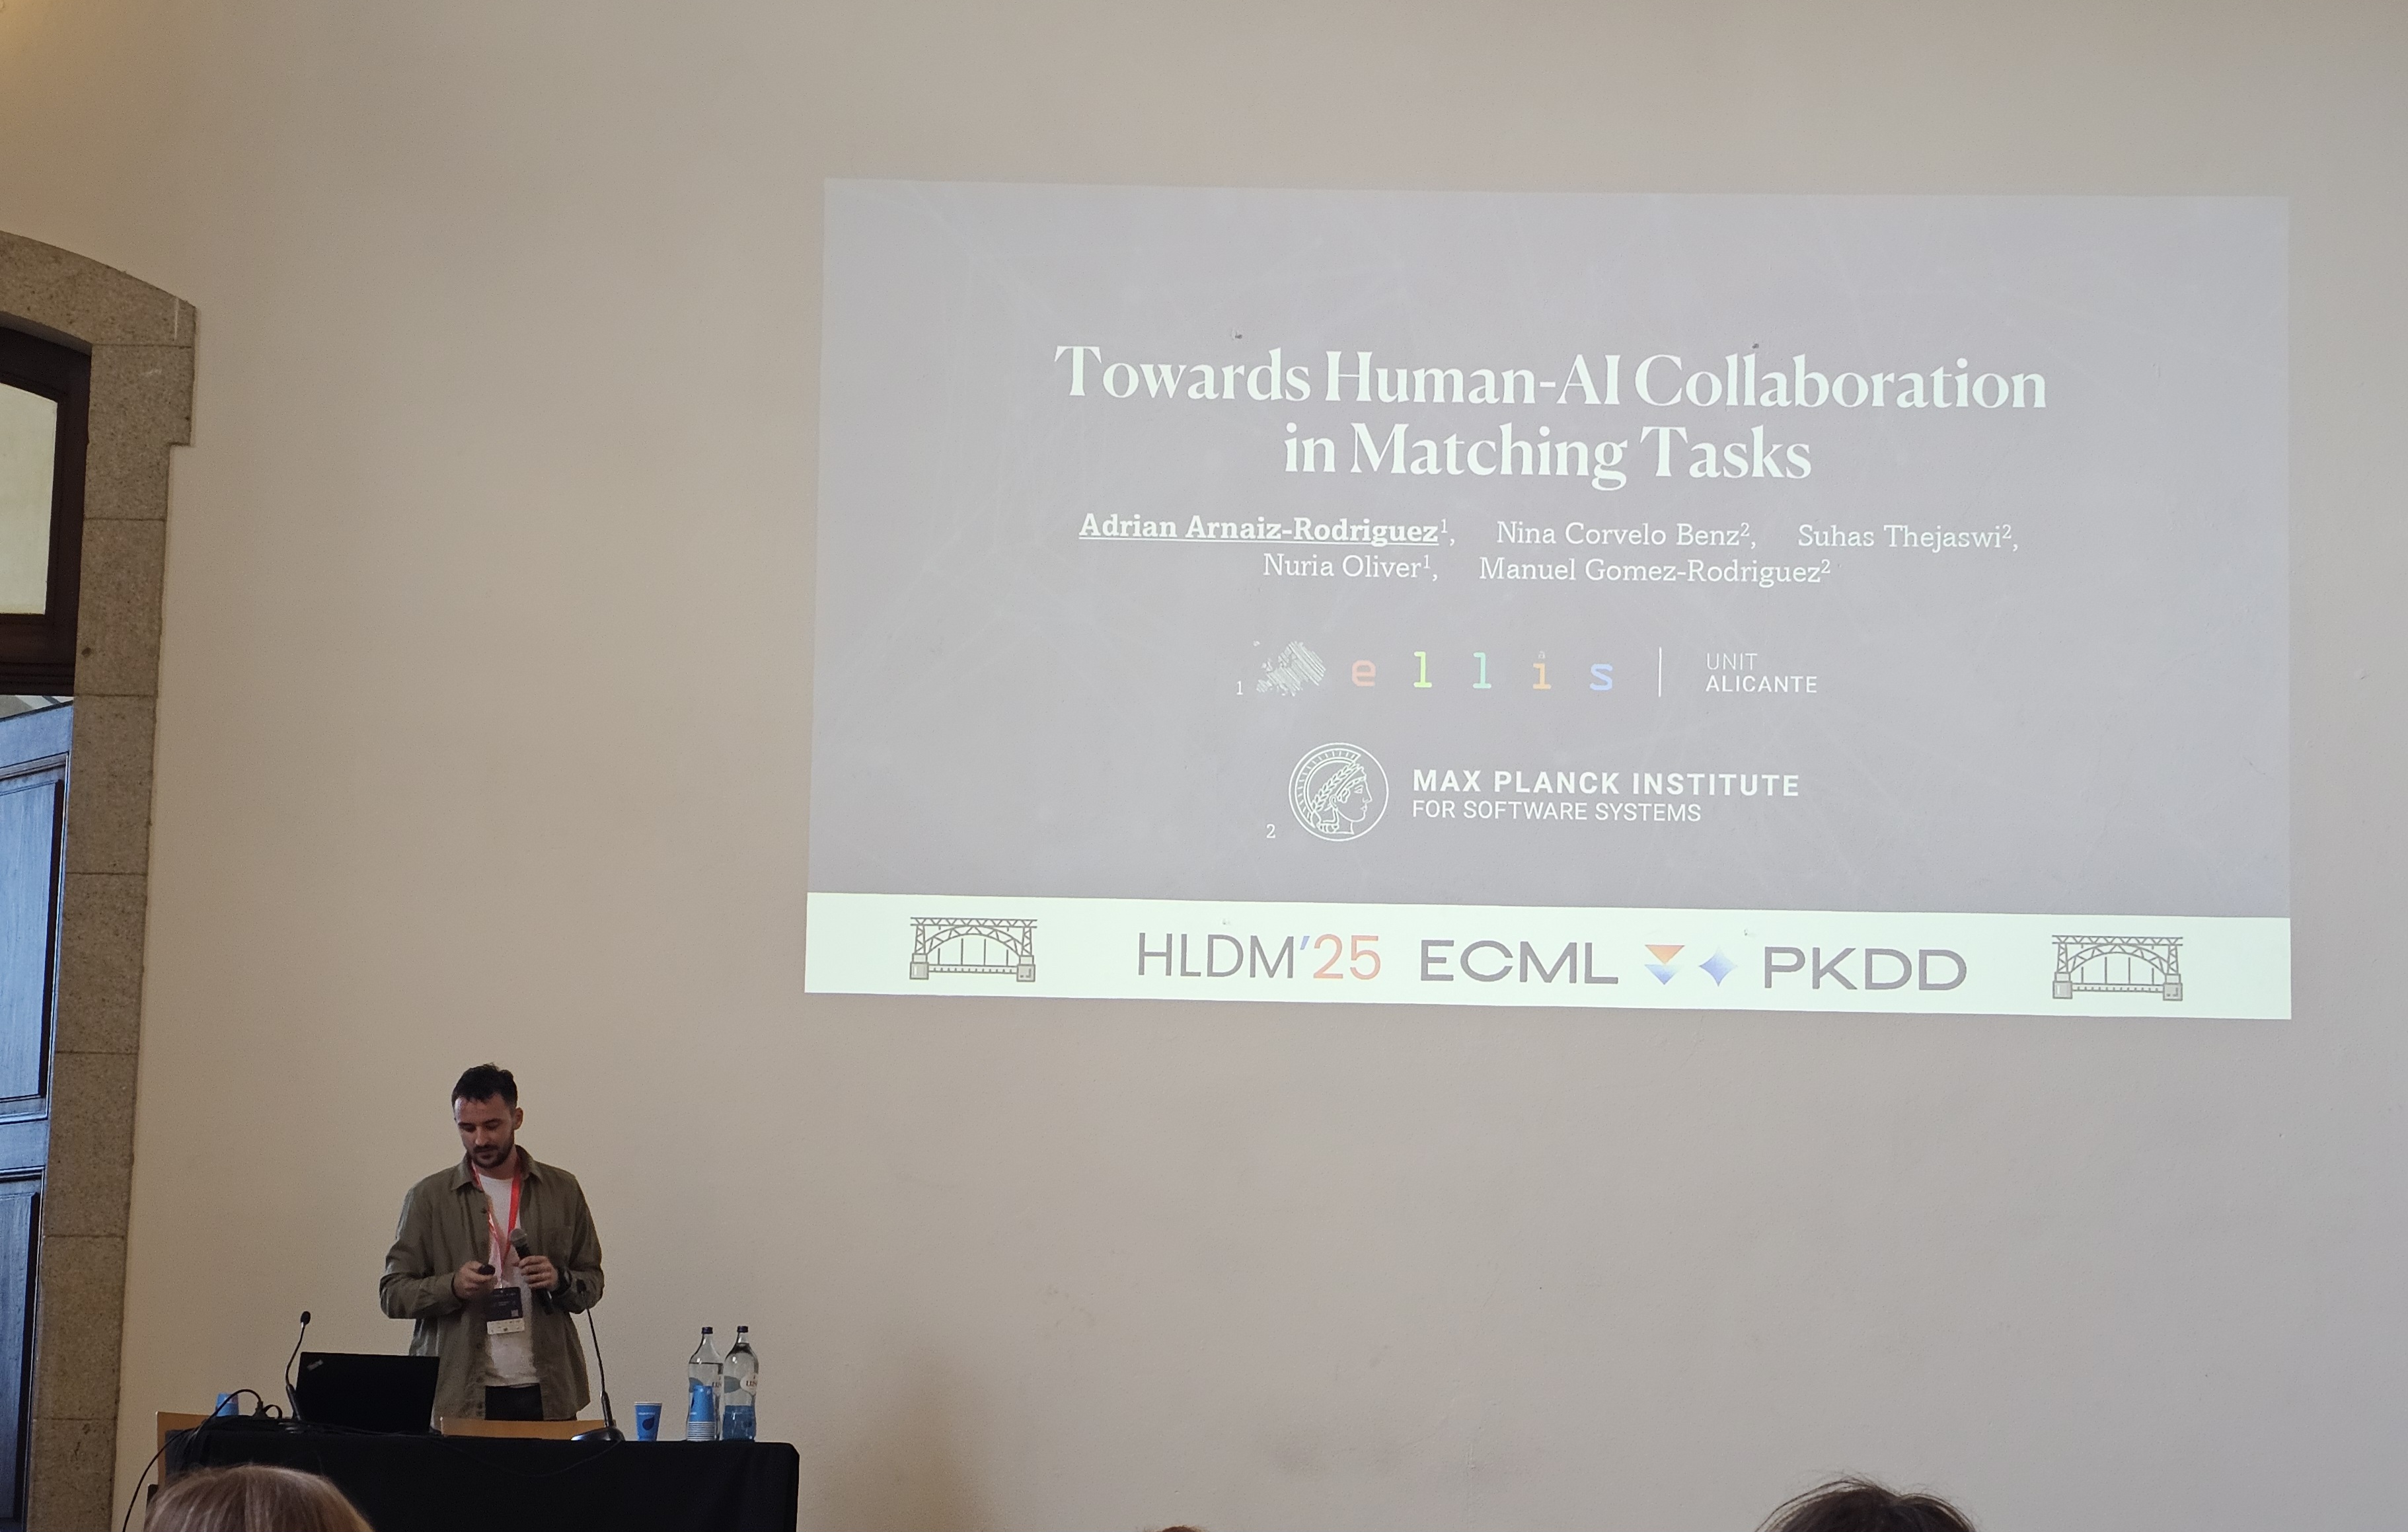 Towards Human-AI Collaboration
in Matching Tasks
Adrian Arnaiz-Rodriguez¹, Nina Corvelo Benz², Suhas Thejaswi²,
Nuria Oliver¹, Manuel Gomez-Rodriguez²
1 ellis | UNIT
ALICANTE
MAX PLANCK INSTITUTE
FOR SOFTWARE SYSTEMS
2
HLDM'25 ECML PKDD